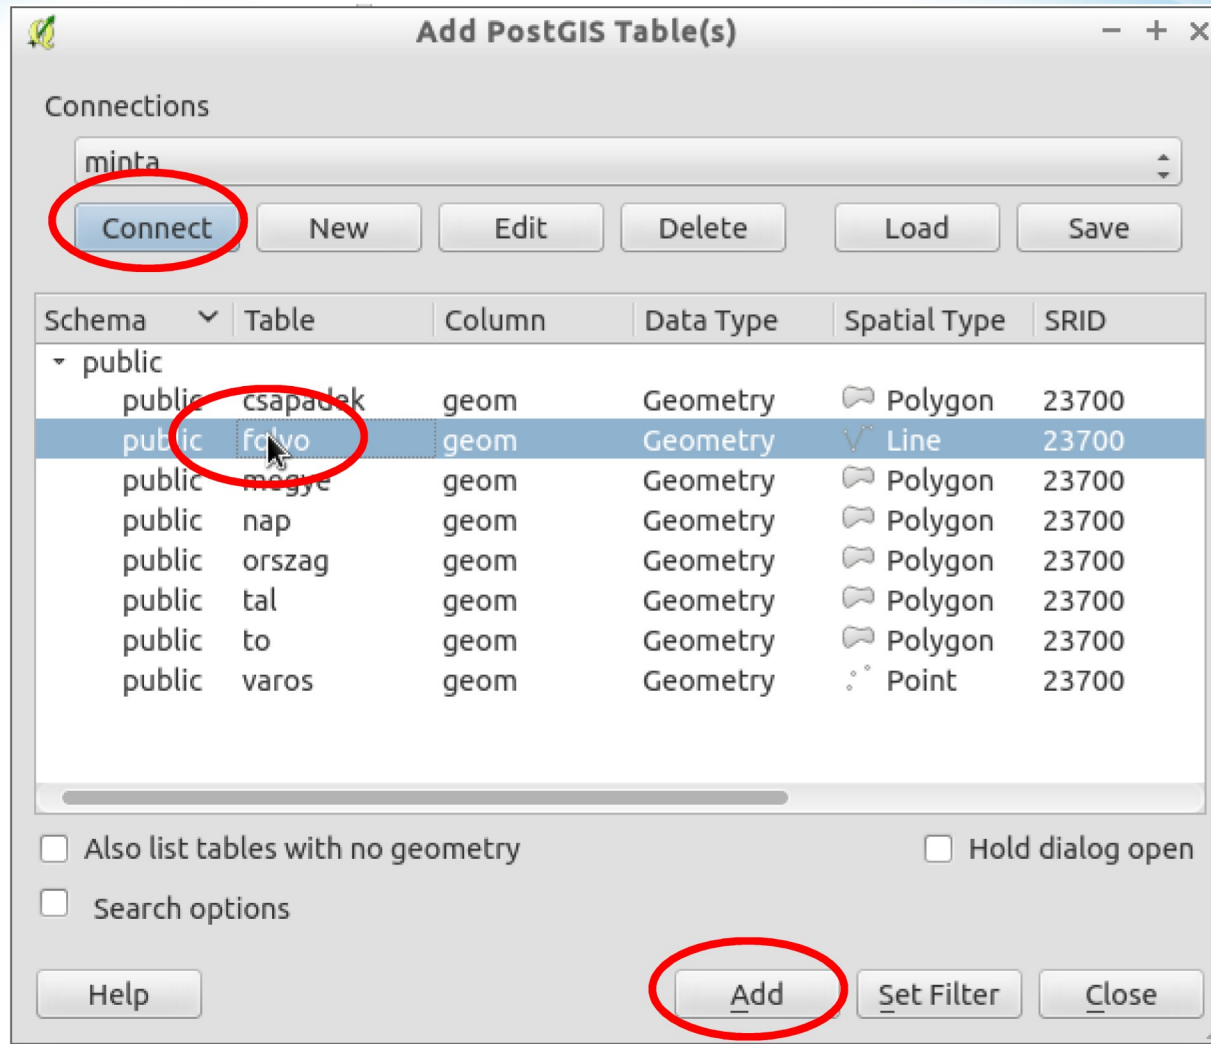 Add PostGIS Table(s)
Connections
minta
Connect New Edit Delete Load Save
Schema Table Column Data Type Spatial Type SRID
public
public csapadek geom Geometry Polygon 23700
public folyo geom Geometry Line 23700
public megye geom Geometry Polygon 23700
public nap geom Geometry Polygon 23700
public orszag geom Geometry Polygon 23700
public tal geom Geometry Polygon 23700
public to geom Geometry Polygon 23700
public varos geom Geometry Point 23700
Also list tables with no geometry Hold dialog open
Search options
Help Add Set Filter Close